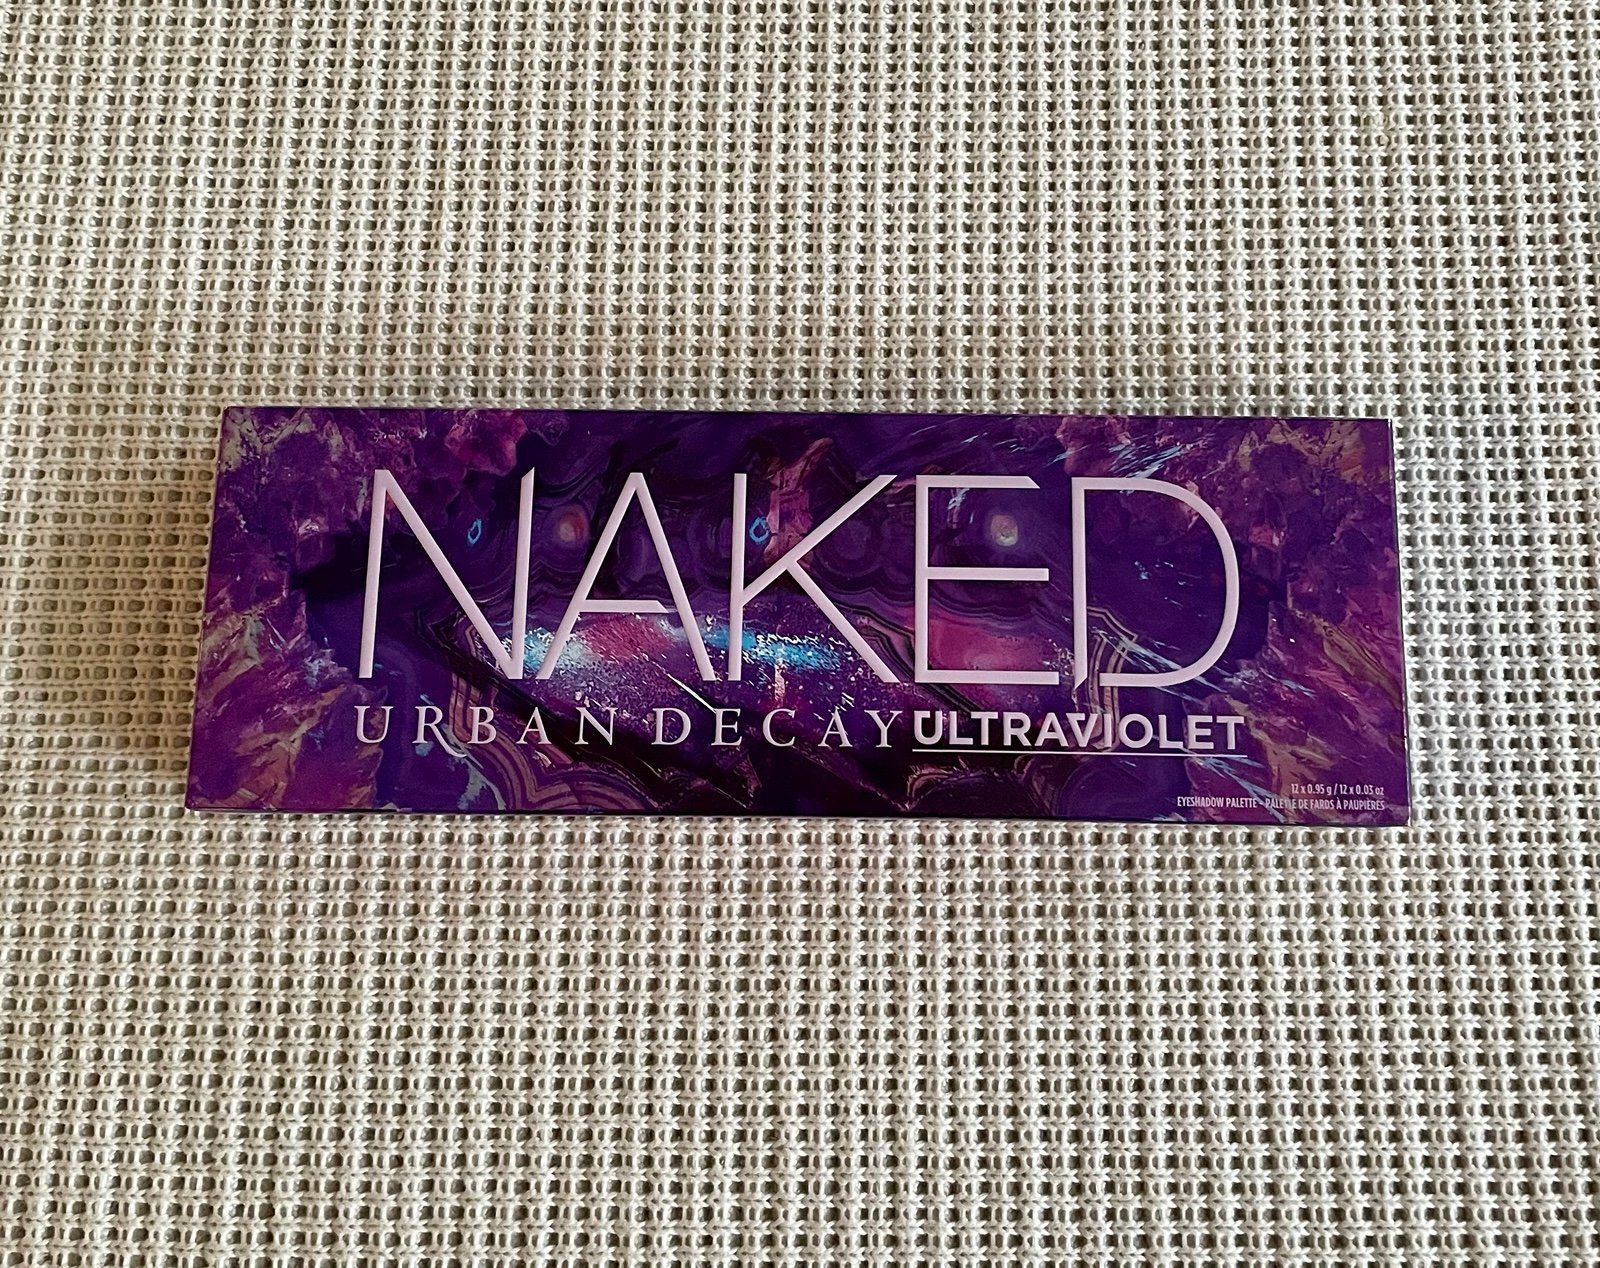 NAKED
URBAN DECAY ULTRAVIOLET
12 x 0.95 g / 12 x 0.03 oz
EYESHADOW PALETTE - PALETTE DE FARDS À PAUPIÈRES